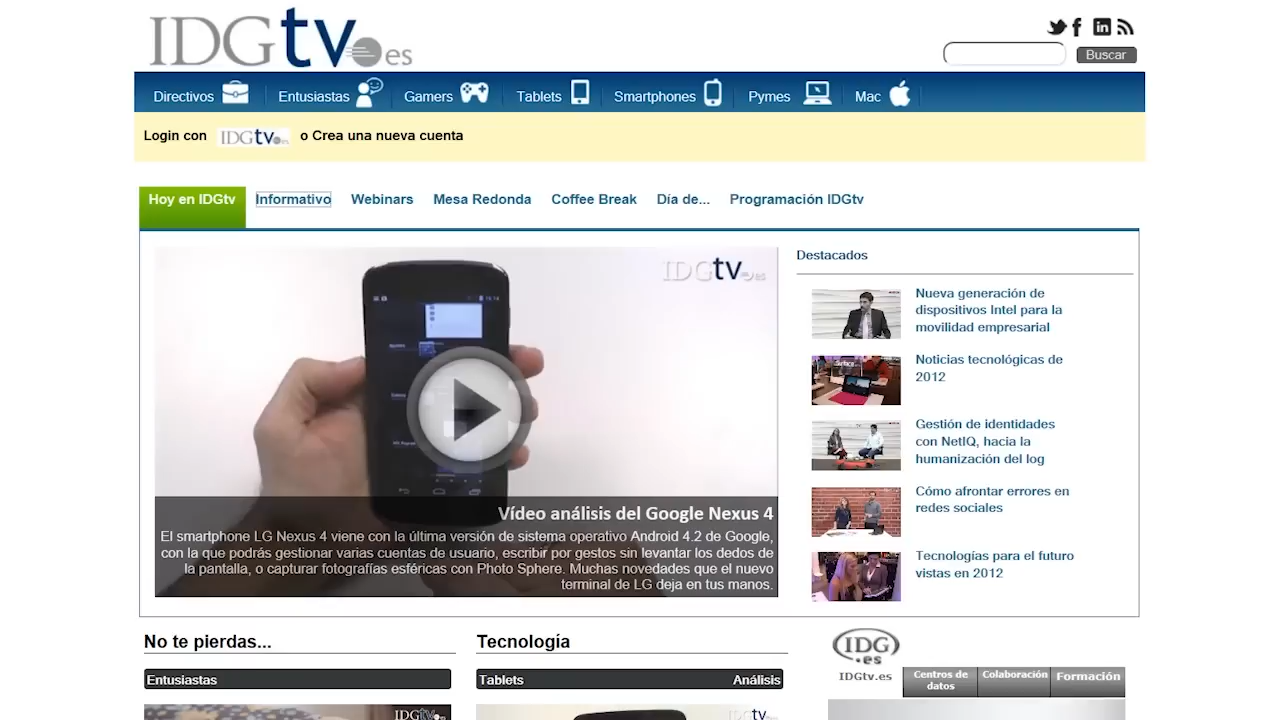 IDGtv.es
Buscar
Directivos
Entusiastas
Gamers
Tablets
Smartphones
Pymes
Mac
Login con IDGtv.es o Crea una nueva cuenta
Hoy en IDGtv
Informativo
Webinars
Mesa Redonda
Coffee Break
Día de...
Programación IDGtv
IDGtv.es
Vídeo análisis del Google Nexus 4
El smartphone LG Nexus 4 viene con la última versión de sistema operativo Android 4.2 de Google,
con la que podrás gestionar varias cuentas de usuario, escribir por gestos sin levantar los dedos de
la pantalla, o capturar fotografías esféricas con Photo Sphere. Muchas novedades que el nuevo
terminal de LG deja en tus manos.
Destacados
Nueva generación de
dispositivos Intel para la
movilidad empresarial
Noticias tecnológicas de
2012
Gestión de identidades
con NetIQ, hacia la
humanización del log
Cómo afrontar errores en
redes sociales
Tecnologías para el futuro
vistas en 2012
No te pierdas...
Entusiastas
IDGtv.es
Tecnología
Tablets
Análisis
IDGtv.es
IDG
.es
IDGtv.es
Centros de
datos
Colaboración
Formación